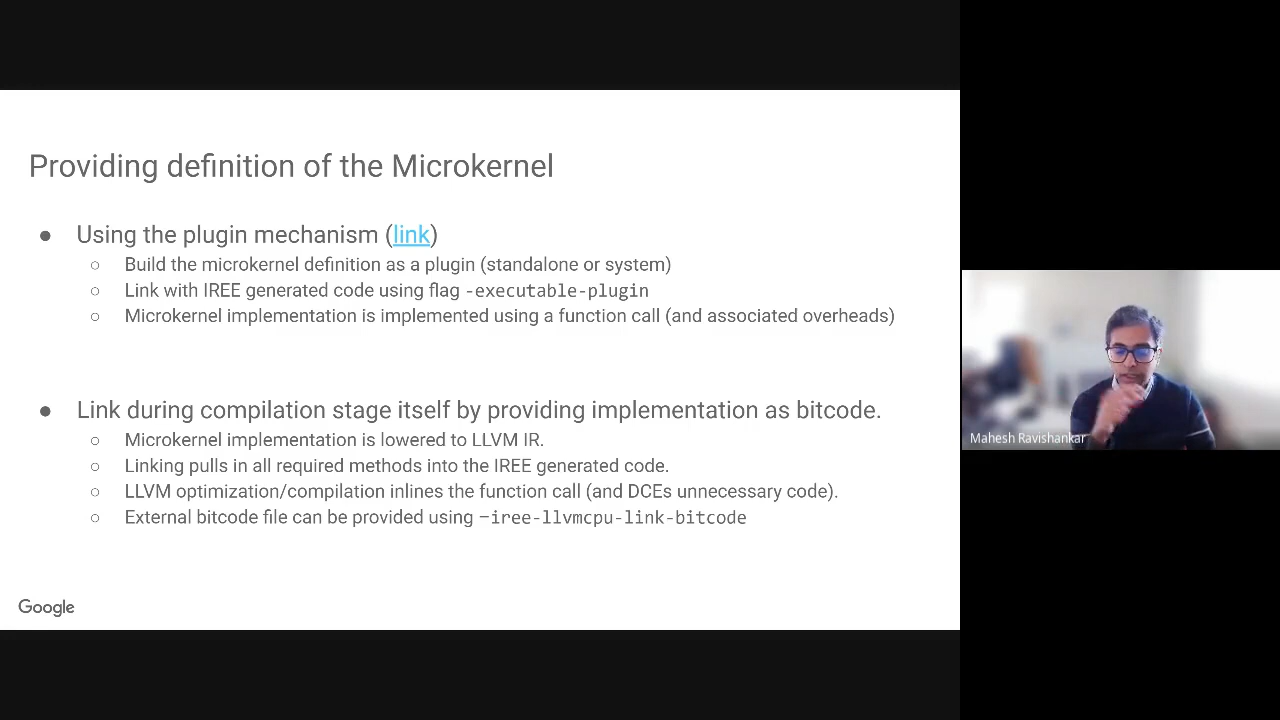 Providing definition of the Microkernel
● Using the plugin mechanism (link)
○ Build the microkernel definition as a plugin (standalone or system)
○ Link with IREE generated code using flag -executable-plugin
○ Microkernel implementation is implemented using a function call (and associated overheads)
● Link during compilation stage itself by providing implementation as bitcode.
○ Microkernel implementation is lowered to LLVM IR.
○ Linking pulls in all required methods into the IREE generated code.
○ LLVM optimization/compilation inlines the function call (and DCEs unnecessary code).
○ External bitcode file can be provided using –iree-llvmcpu-link-bitcode
Google
Mahesh Ravishankar